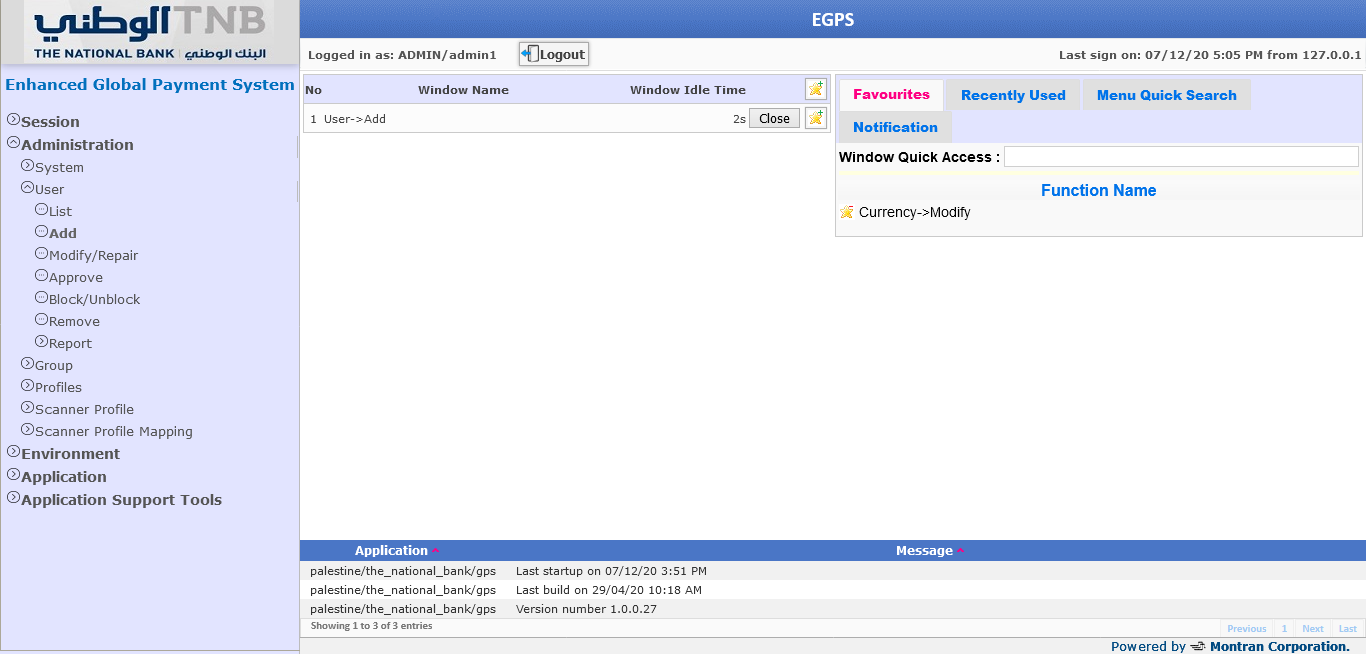 الوطني TNB
THE NATIONAL BANK | البنك الوطني
Enhanced Global Payment System
Session
Administration
System
User
List
Add
Modify/Repair
Approve
Block/Unblock
Remove
Report
Group
Profiles
Scanner Profile
Scanner Profile Mapping
Environment
Application
Application Support Tools
EGPS
Logged in as: ADMIN/admin1 Logout Last sign on: 07/12/20 5:05 PM from 127.0.0.1
No Window Name Window Idle Time
1 User->Add 2s Close
Favourites Recently Used Menu Quick Search
Notification
Window Quick Access :
Function Name
Currency->Modify
Application Message
palestine/the_national_bank/gps Last startup on 07/12/20 3:51 PM
palestine/the_national_bank/gps Last build on 29/04/20 10:18 AM
palestine/the_national_bank/gps Version number 1.0.0.27
Showing 1 to 3 of 3 entries Previous 1 Next Last
Powered by Montran Corporation.